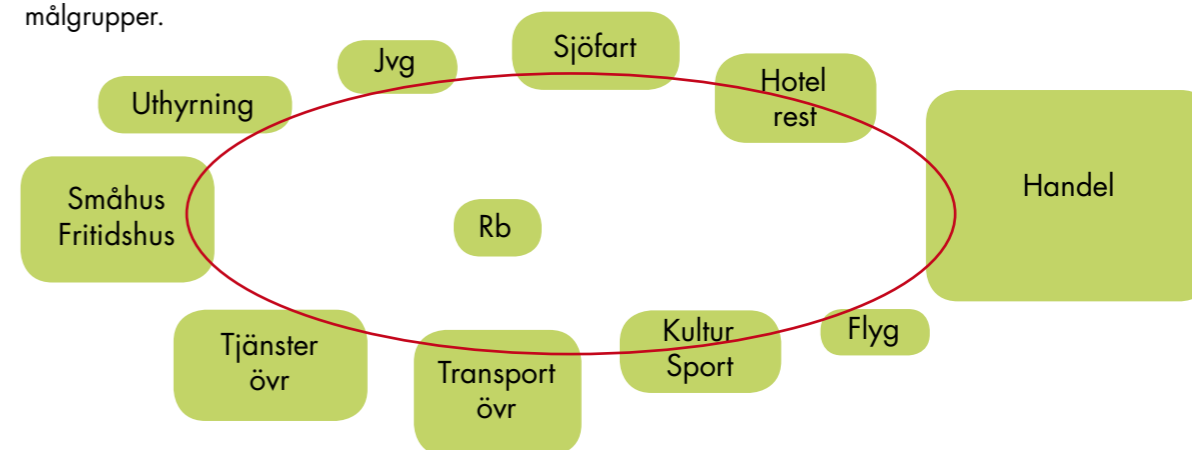 målgrupper.
Sjöfart
Jvg
Hotel
rest
Uthyrning
Handel
Småhus
Fritidshus
Rb
Kultur
Sport
Flyg
Tjänster
övr
Transport
övr